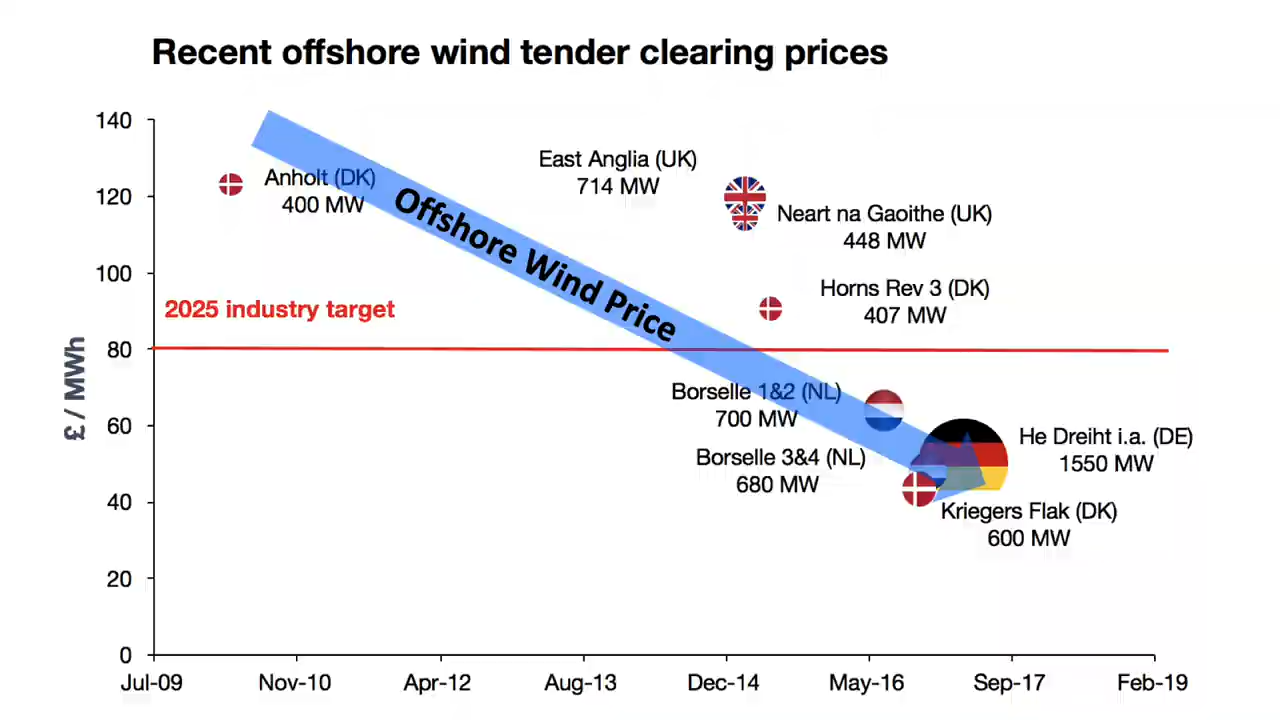 Recent offshore wind tender clearing prices
140
120
100
80
60
40
20
0
£ / MWh
Jul-09
Nov-10
Apr-12
Aug-13
Dec-14
May-16
Sep-17
Feb-19
Anholt (DK)
400 MW
East Anglia (UK)
714 MW
Neart na Gaoithe (UK)
448 MW
Horns Rev 3 (DK)
407 MW
2025 industry target
Offshore Wind Price
Borselle 1&2 (NL)
700 MW
He Dreiht i.a. (DE)
1550 MW
Borselle 3&4 (NL)
680 MW
Kriegers Flak (DK)
600 MW